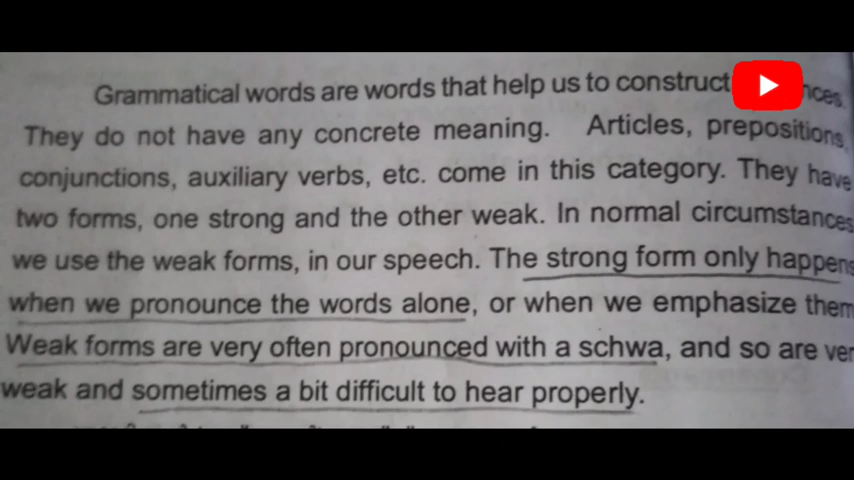 Grammatical words are words that help us to construct
They do not have any concrete meaning. Articles, prepositions,
conjunctions, auxiliary verbs, etc. come in this category. They have
two forms, one strong and the other weak. In normal circumstances
we use the weak forms, in our speech. The strong form only happens
when we pronounce the words alone, or when we emphasize them
Weak forms are very often pronounced with a schwa, and so are ver
weak and sometimes a bit difficult to hear properly.